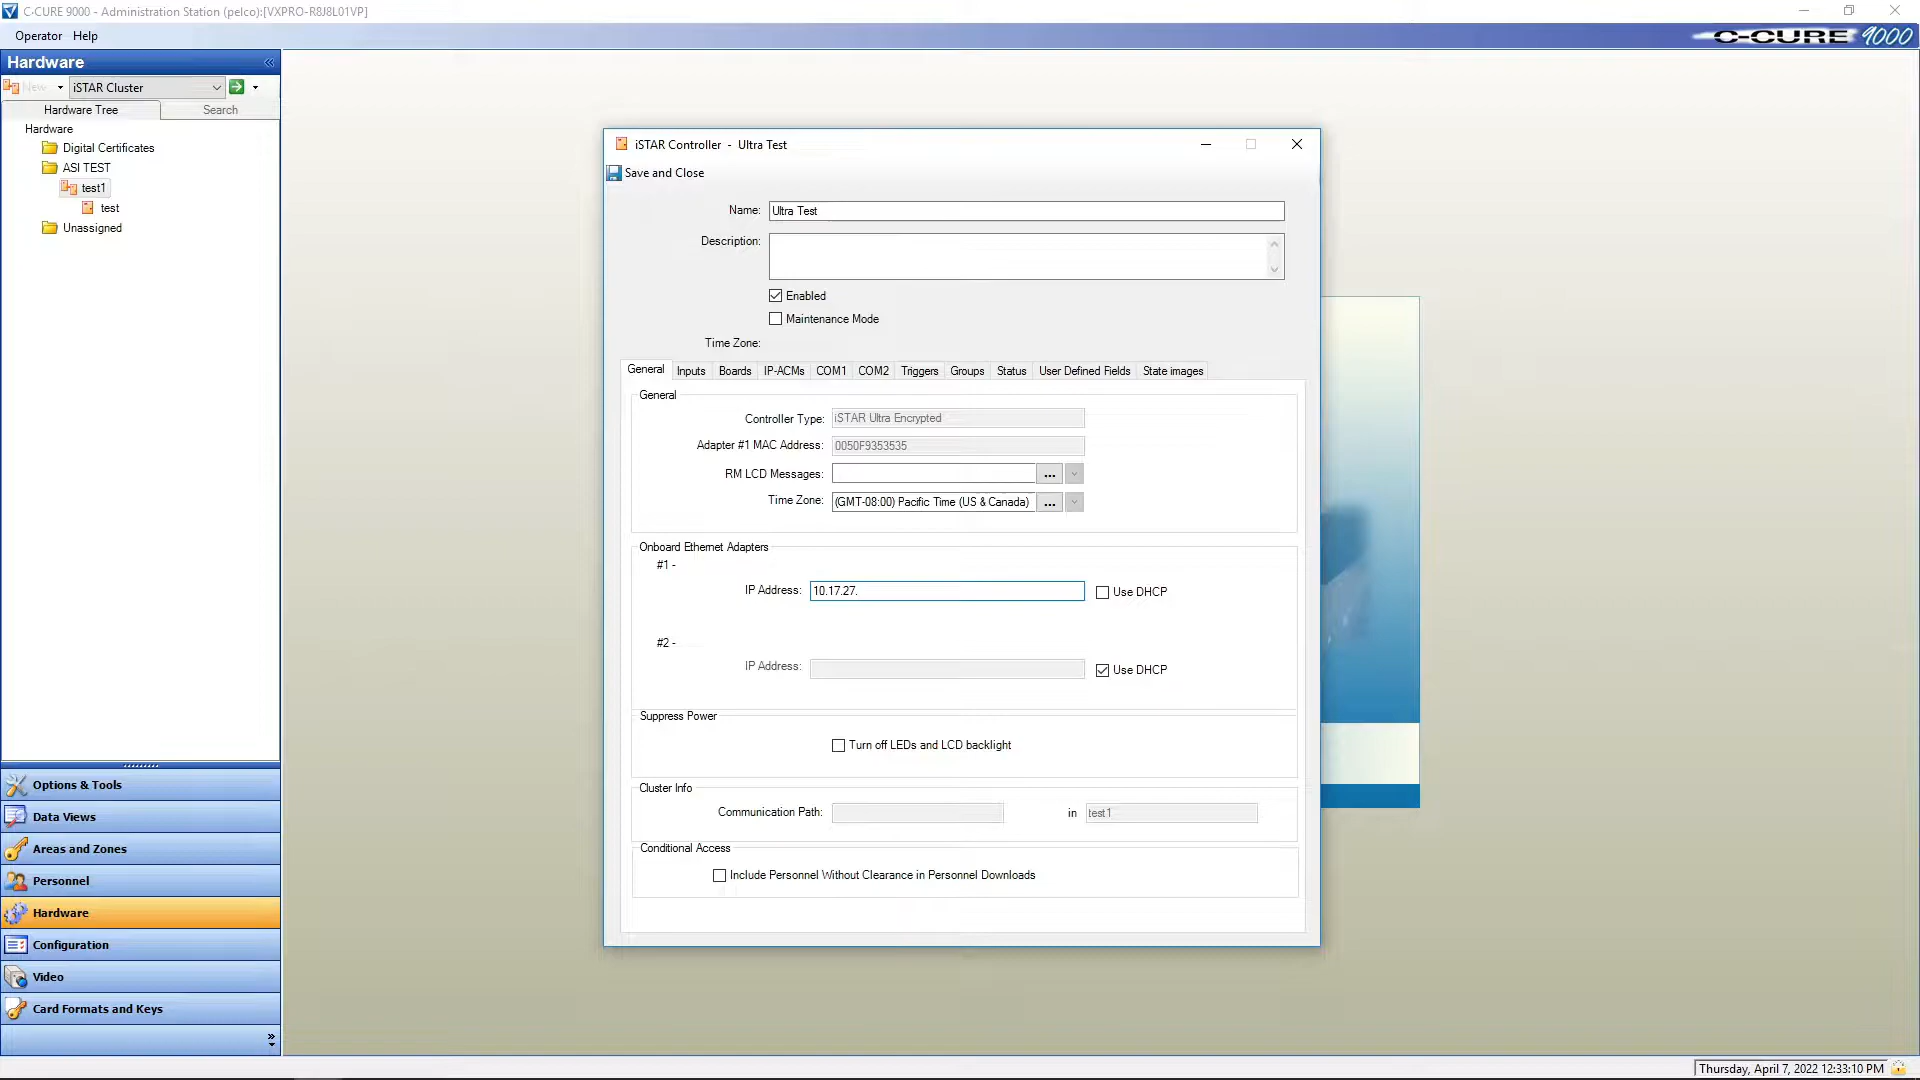 C-CURE 9000 - Administration Station (pelco):[VXPRO-R8J8L01VP]
Operator Help
C-CURE 9000
Hardware
New iSTAR Cluster
Hardware Tree Search
Hardware
Digital Certificates
ASI TEST
test1
test
Unassigned
Options & Tools
Data Views
Areas and Zones
Personnel
Hardware
Configuration
Video
Card Formats and Keys
iSTAR Controller - Ultra Test
Save and Close
Name: Ultra Test
Description:
Enabled
Maintenance Mode
Time Zone:
General Inputs Boards IP-ACMs COM1 COM2 Triggers Groups Status User Defined Fields State images
General
Controller Type: iSTAR Ultra Encrypted
Adapter #1 MAC Address: 0050F9353535
RM LCD Messages: ...
Time Zone: (GMT-08:00) Pacific Time (US & Canada) ...
Onboard Ethernet Adapters
#1 -
IP Address: 10.17.27. Use DHCP
#2 -
IP Address: Use DHCP
Suppress Power
Turn off LEDs and LCD backlight
Cluster Info
Communication Path: in test1
Conditional Access
Include Personnel Without Clearance in Personnel Downloads
Thursday, April 7, 2022 12:33:10 PM